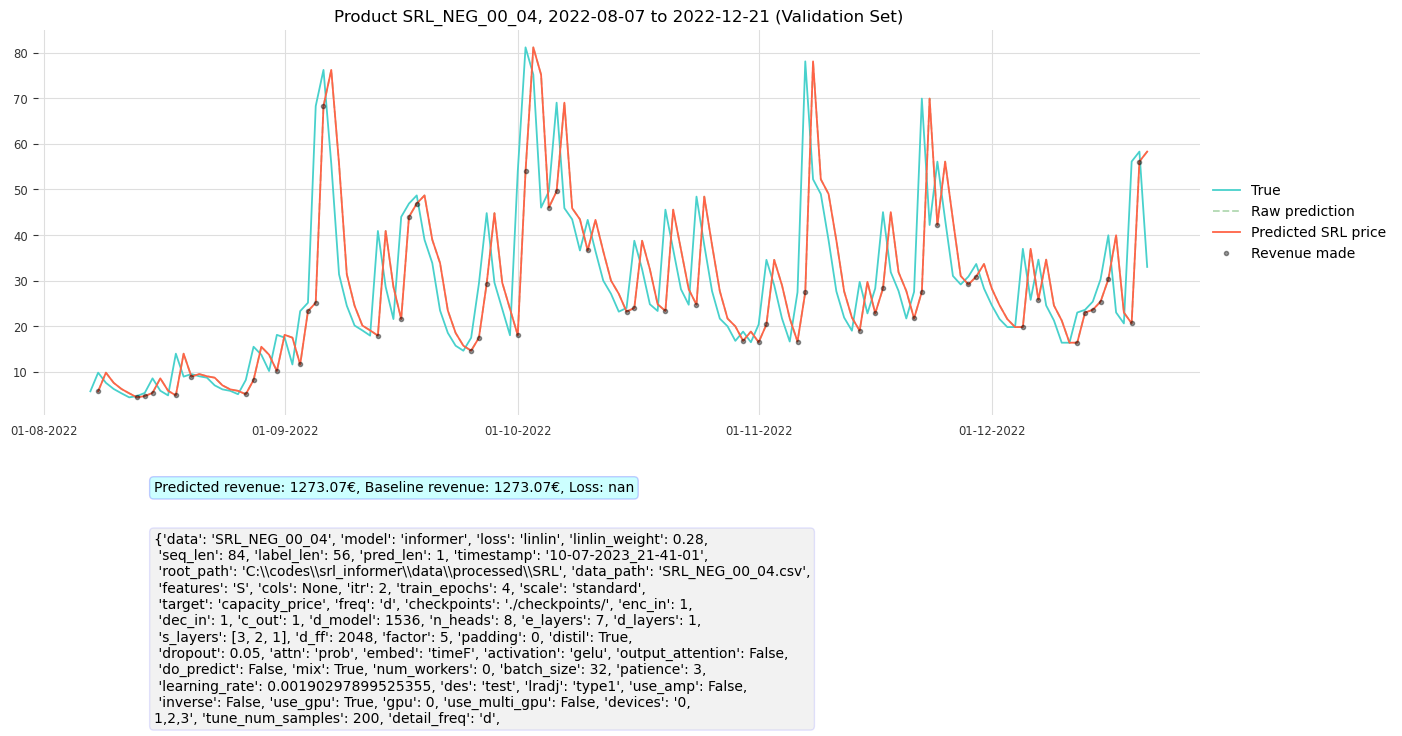 Product SRL_NEG_00_04, 2022-08-07 to 2022-12-21 (Validation Set)
80
70
60
50
40
30
20
10
01-08-2022
01-09-2022
01-10-2022
01-11-2022
01-12-2022
True
Raw prediction
Predicted SRL price
Revenue made
Predicted revenue: 1273.07€, Baseline revenue: 1273.07€, Loss: nan
{'data': 'SRL_NEG_00_04', 'model': 'informer', 'loss': 'linlin', 'linlin_weight': 0.28,
'seq_len': 84, 'label_len': 56, 'pred_len': 1, 'timestamp': '10-07-2023_21-41-01',
'root_path': 'C:\\codes\\srl_informer\\data\\processed\\SRL', 'data_path': 'SRL_NEG_00_04.csv',
'features': 'S', 'cols': None, 'itr': 2, 'train_epochs': 4, 'scale': 'standard',
'target': 'capacity_price', 'freq': 'd', 'checkpoints': './checkpoints/', 'enc_in': 1,
'dec_in': 1, 'c_out': 1, 'd_model': 1536, 'n_heads': 8, 'e_layers': 7, 'd_layers': 1,
's_layers': [3, 2, 1], 'd_ff': 2048, 'factor': 5, 'padding': 0, 'distil': True,
'dropout': 0.05, 'attn': 'prob', 'embed': 'timeF', 'activation': 'gelu', 'output_attention': False,
'do_predict': False, 'mix': True, 'num_workers': 0, 'batch_size': 32, 'patience': 3,
'learning_rate': 0.00190297899525355, 'des': 'test', 'lradj': 'type1', 'use_amp': False,
'inverse': False, 'use_gpu': True, 'gpu': 0, 'use_multi_gpu': False, 'devices': '0,
1,2,3', 'tune_num_samples': 200, 'detail_freq': 'd',